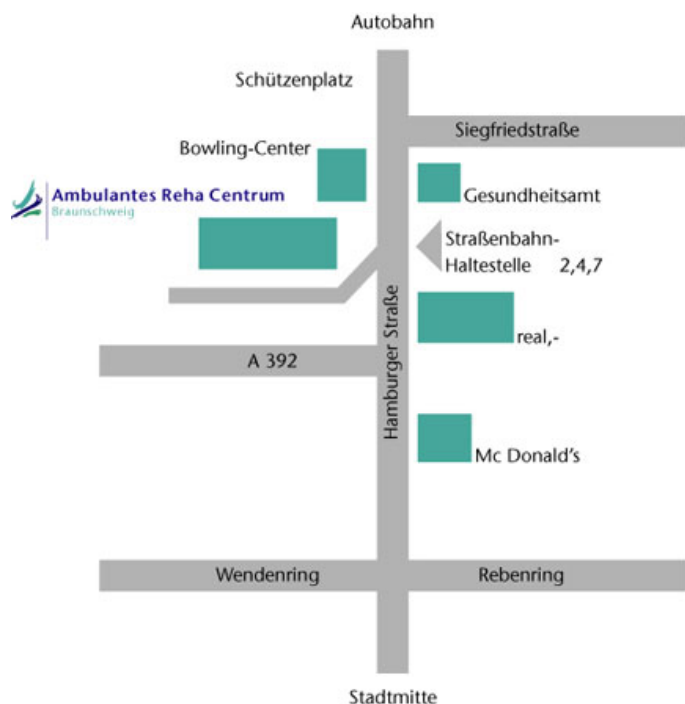 Autobahn
Schützenplatz
Siegfriedstraße
Bowling-Center
Ambulantes Reha Centrum
Braunschweig
Gesundheitsamt
Straßenbahn-
Haltestelle 2,4,7
real,-
Hamburger Straße
A 392
Mc Donald's
Wendenring
Rebenring
Stadtmitte